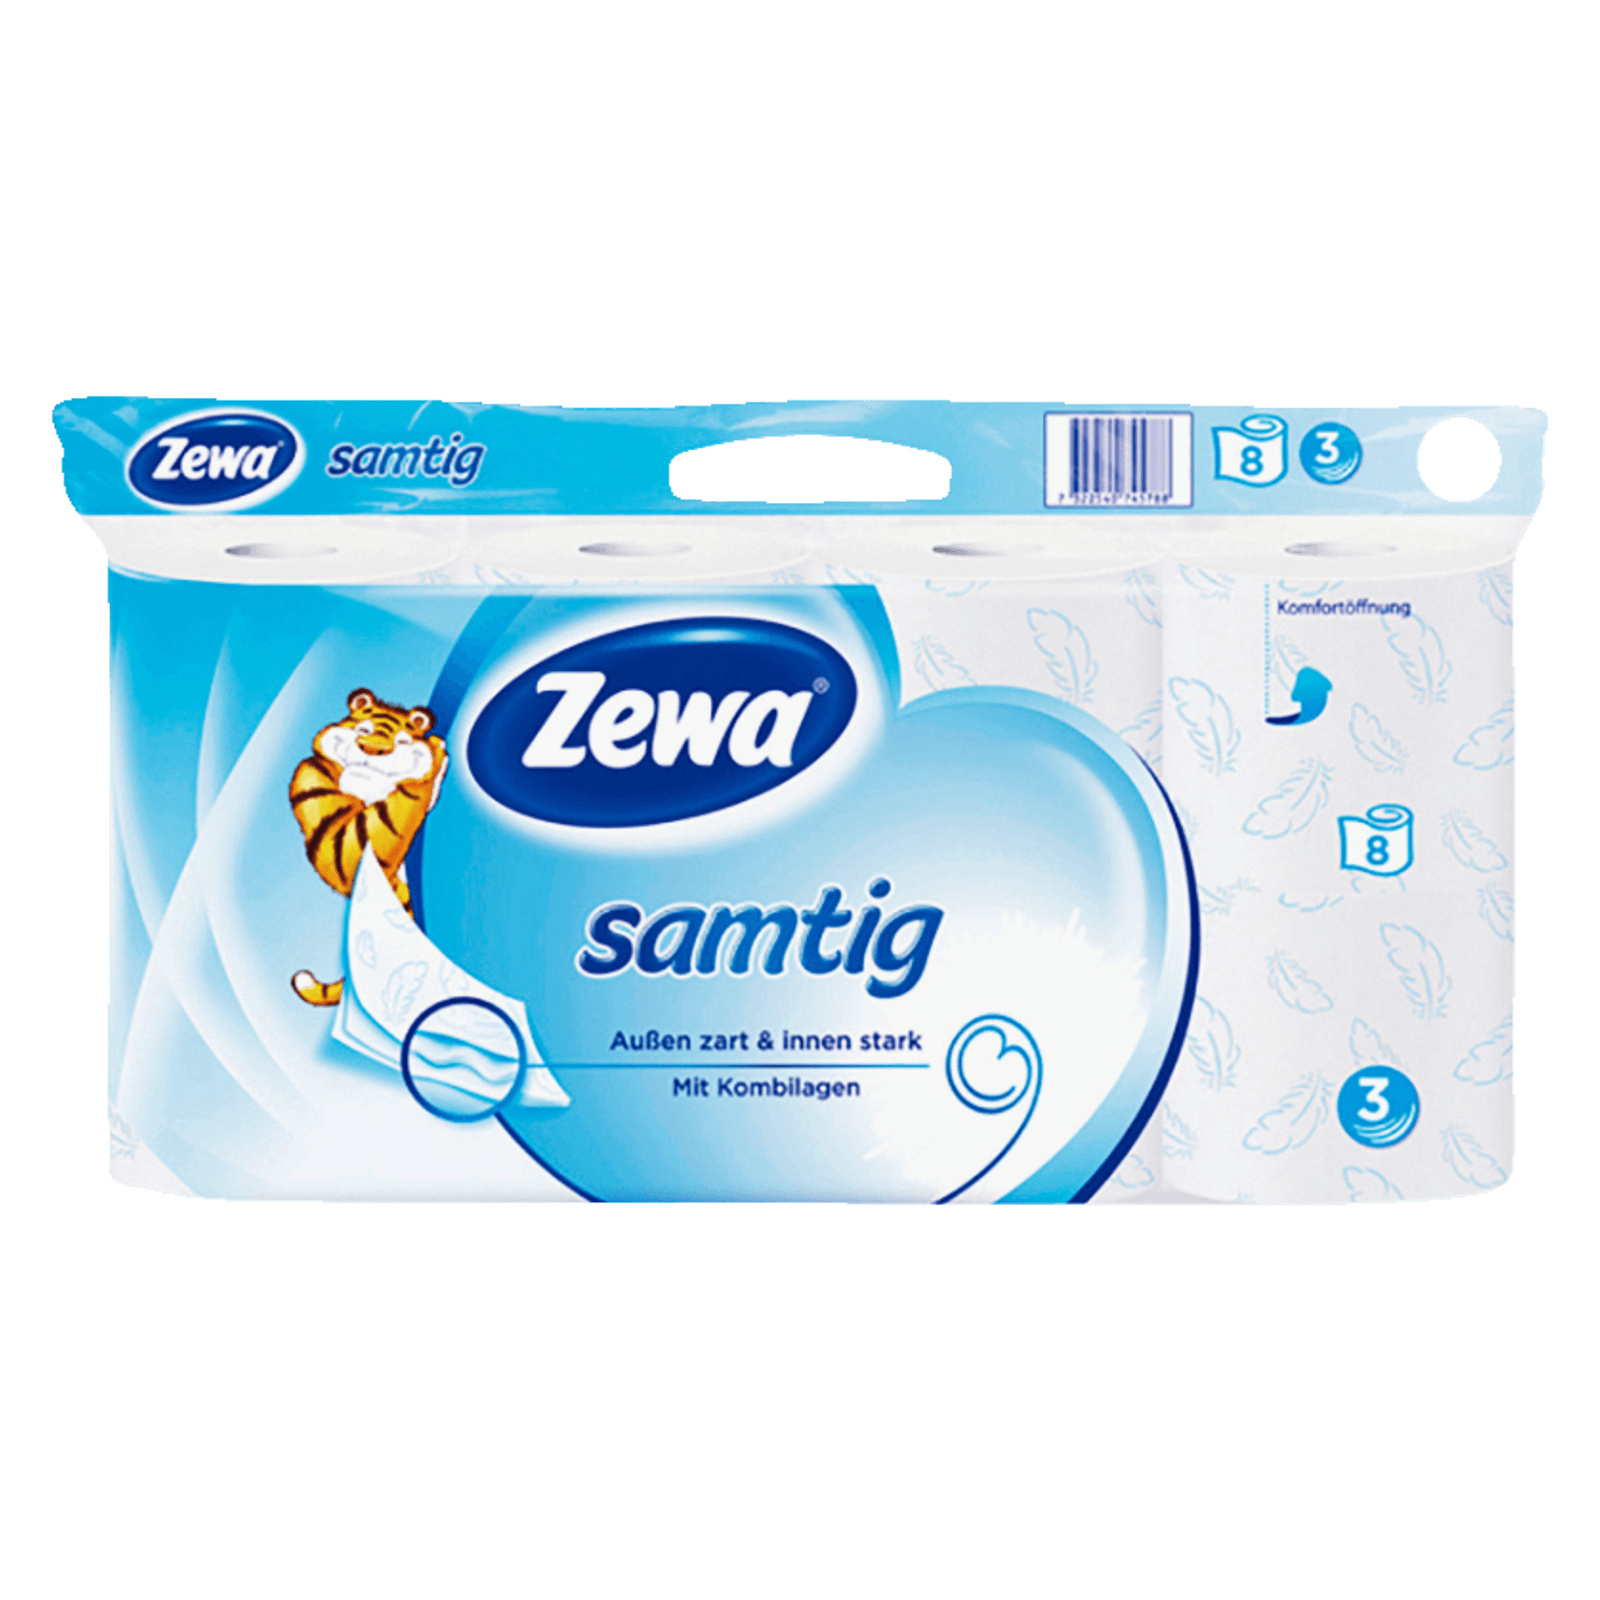 Zewa samtig
8 3
Komfortöffnung
Zewa®
8
samtig
Außen zart & innen stark
Mit Kombilagen
3